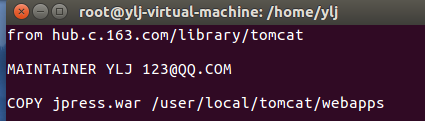 root@ylj-virtual-machine: /home/ylj
from hub.c.163.com/library/tomcat
MAINTAINER YLJ 123@QQ.COM
COPY jpress.war /user/local/tomcat/webapps